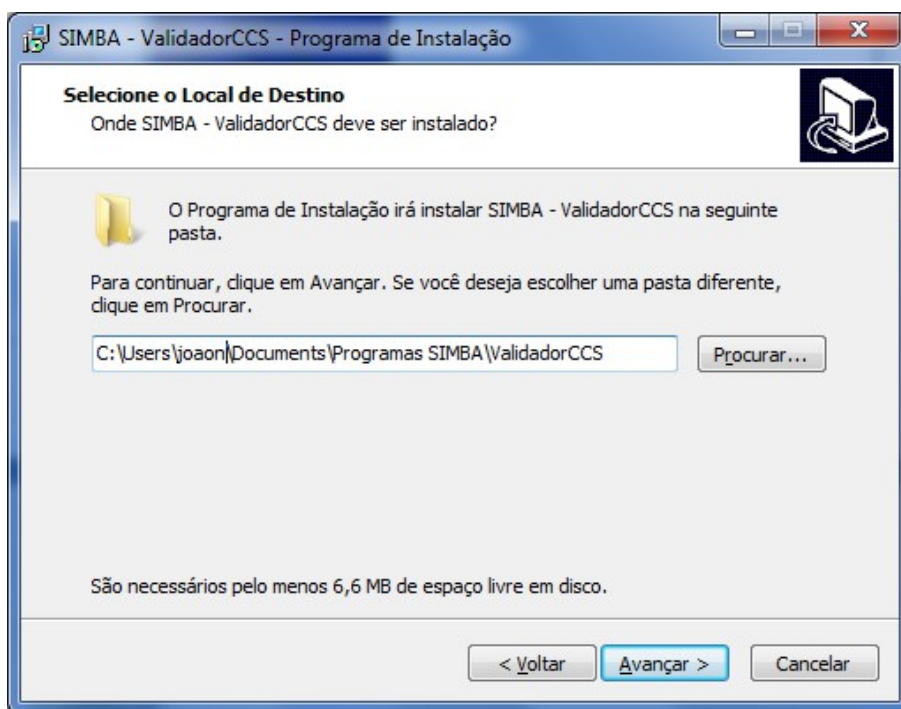 SIMBA - ValidadorCCS - Programa de Instalação
Selecione o Local de Destino
Onde SIMBA - ValidadorCCS deve ser instalado?
O Programa de Instalação irá instalar SIMBA - ValidadorCCS na seguinte
pasta.
Para continuar, clique em Avançar. Se você deseja escolher uma pasta diferente,
clique em Procurar.
C:\Users\joaon\Documents\Programas SIMBA\ValidadorCCS
Procurar...
São necessários pelo menos 6,6 MB de espaço livre em disco.
< Voltar
Avançar >
Cancelar